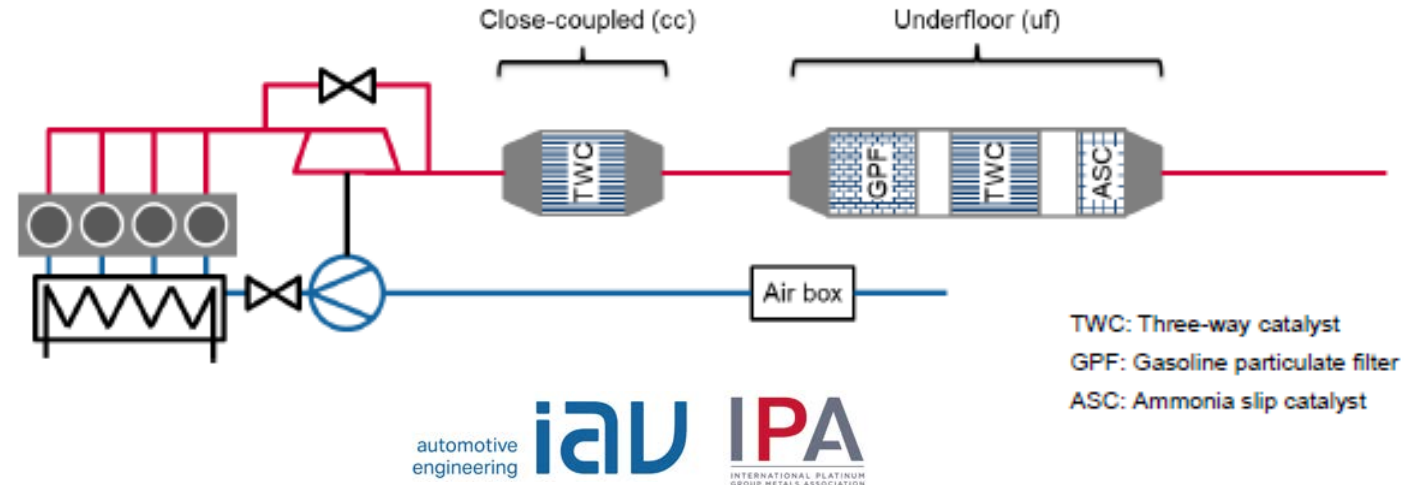 Close-coupled (cc)
Underfloor (uf)
TWC
GPF
TWC
ASC
Air box
TWC: Three-way catalyst
GPF: Gasoline particulate filter
ASC: Ammonia slip catalyst
automotive
engineering
iav
IPA
INTERNATIONAL PLATINUM
GROUP METALS ASSOCIATION